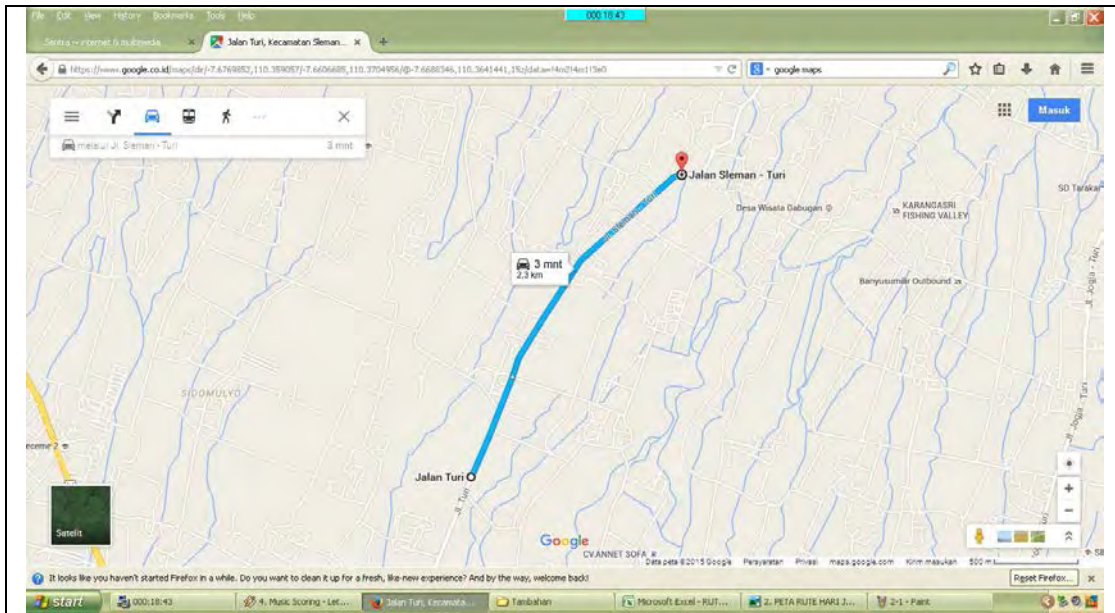 File Edit View History Bookmarks Tools Help
000:18:43
Jalan Turi, Kecamatan Sleman...
google maps
Masuk
melalui Jl. Sleman - Turi 3 mnt
Jalan Sleman - Turi
Desa Wisata Gabugan
KARANGASRI
FISHING VALLEY
SD Tarakan
3 mnt
2,3 km
Banyusumilir Outbound
Jl. Jogja - Turi
SIDOMULYO
Jl. Jogja - Turi
Jalan Turi
Jl. Turi
Satelit
Google
CV.ANNET SOFA
Data peta ©2015 Google Persyaratan Privasi maps.google.com Kirim masukan 500 m
It looks like you haven't started Firefox in a while. Do you want to clean it up for a fresh, like-new experience? And by the way, welcome back!
Reset Firefox...
start
000:18:43
4. Music Scoring - Let...
Jalan Turi, Kecamata...
Tambahan
Microsoft Excel - RUT...
2. PETA RUTE HARI J...
2-1 - Paint